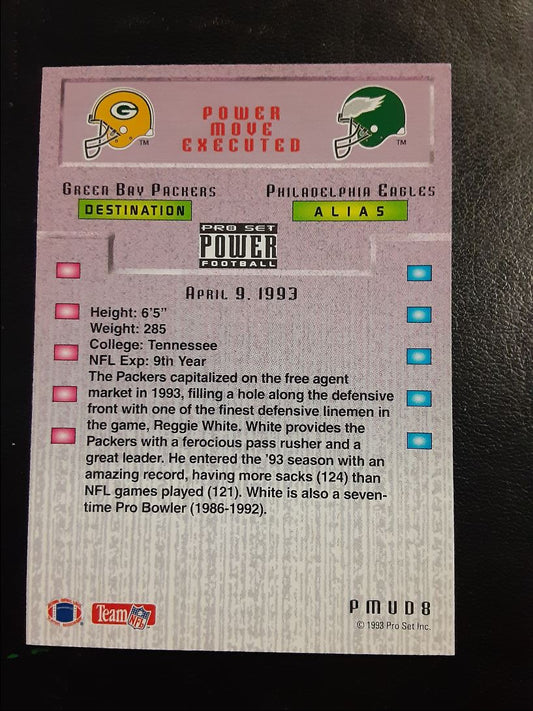 G
POWER
MOVE
EXECUTED
TM
TM
Green Bay Packers
Philadelphia Eagles
DESTINATION
ALIAS
PRO SET
POWER
FOOTBALL
April 9, 1993
Height: 6'5"
Weight: 285
College: Tennessee
NFL Exp: 9th Year
The Packers capitalized on the free agent
market in 1993, filling a hole along the defensive
front with one of the finest defensive linemen in
the game, Reggie White. White provides the
Packers with a ferocious pass rusher and a
great leader. He entered the '93 season with an
amazing record, having more sacks (124) than
NFL games played (121). White is also a seven-
time Pro Bowler (1986-1992).
Team NFL
PMUD8
© 1993 Pro Set Inc.